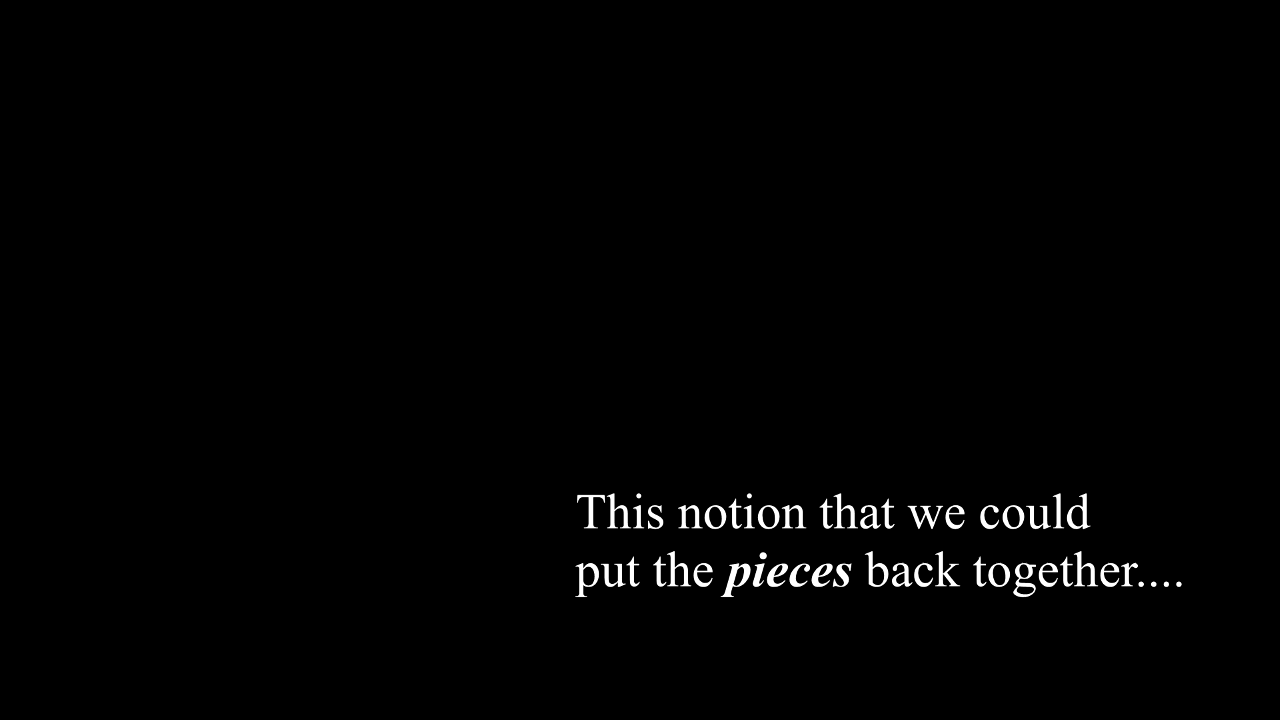 This notion that we could
put the pieces back together....